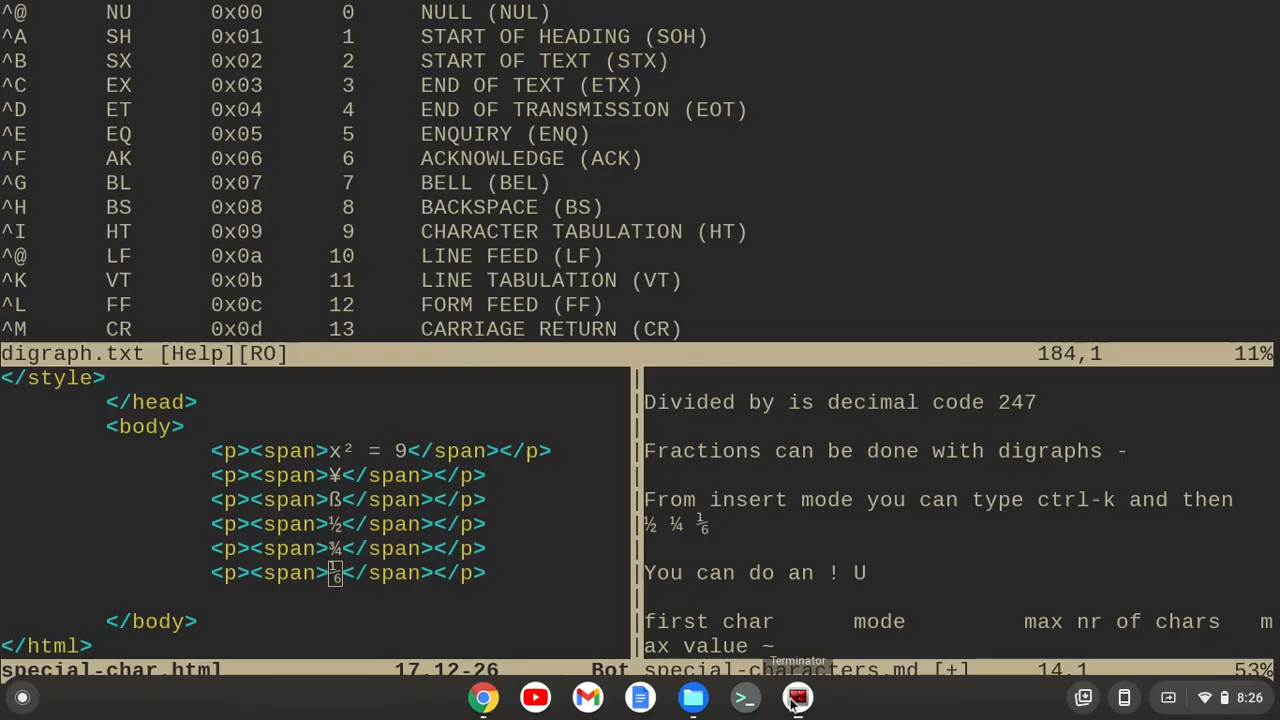 ^@ NU 0x00 0 NULL (NUL)
^A SH 0x01 1 START OF HEADING (SOH)
^B SX 0x02 2 START OF TEXT (STX)
^C EX 0x03 3 END OF TEXT (ETX)
^D ET 0x04 4 END OF TRANSMISSION (EOT)
^E EQ 0x05 5 ENQUIRY (ENQ)
^F AK 0x06 6 ACKNOWLEDGE (ACK)
^G BL 0x07 7 BELL (BEL)
^H BS 0x08 8 BACKSPACE (BS)
^I HT 0x09 9 CHARACTER TABULATION (HT)
^@ LF 0x0a 10 LINE FEED (LF)
^K VT 0x0b 11 LINE TABULATION (VT)
^L FF 0x0c 12 FORM FEED (FF)
^M CR 0x0d 13 CARRIAGE RETURN (CR)
digraph.txt [Help][RO] 184,1 11%
</style>
</head>
<body>
<p><span>x² = 9</span></p>
<p><span>¥</span></p>
<p><span>ß</span></p>
<p><span>½</span></p>
<p><span>¾</span></p>
<p><span>⅙</span></p>
</body>
</html>
special-char.html 17,12-26 Bot
Divided by is decimal code 247
Fractions can be done with digraphs -
From insert mode you can type ctrl-k and then
½ ¼ ⅙
You can do an ! U
first char mode max nr of chars m
ax value ~
special-characters.md [+] 14,1 53%
Terminator
8:26